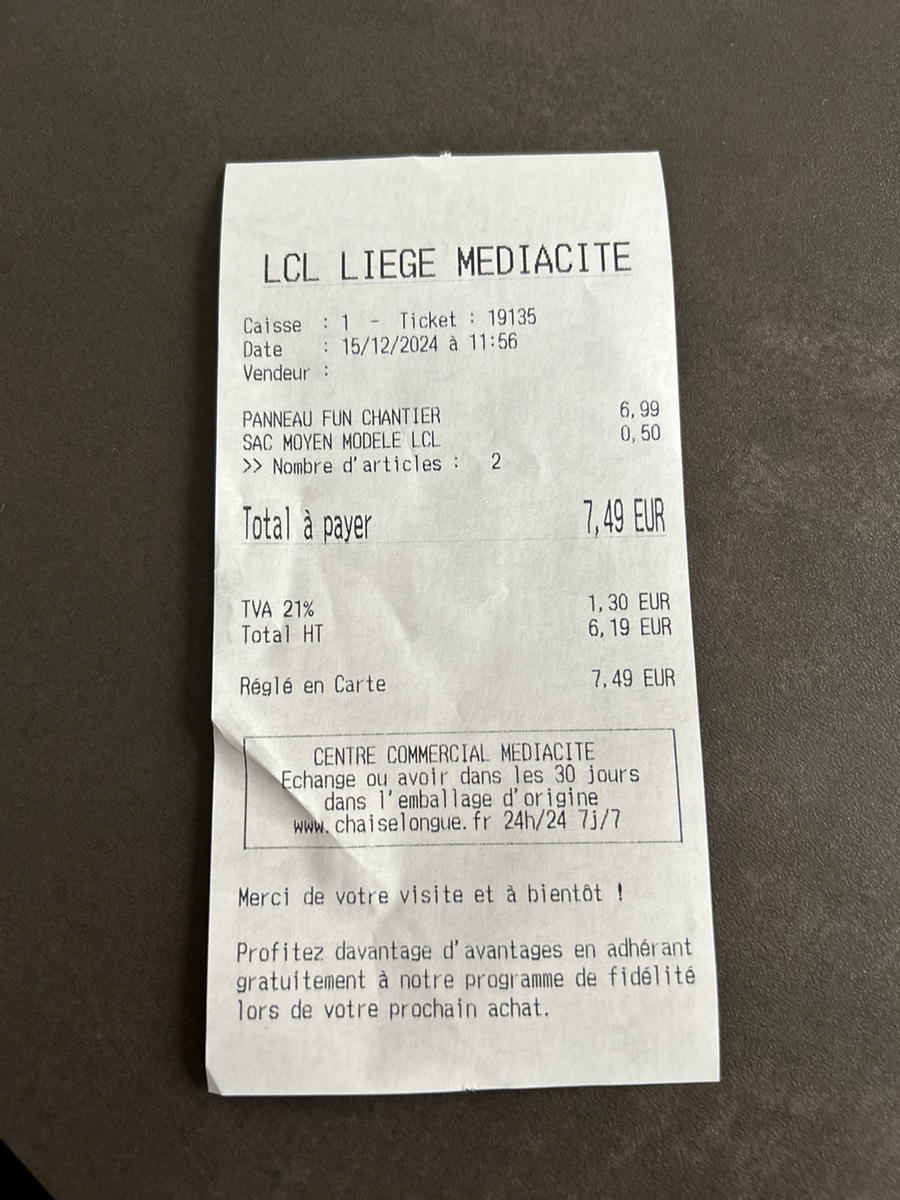 LCL LIEGE MEDIACITE
Caisse : 1 - Ticket : 19135
Date : 15/12/2024 à 11:56
Vendeur :
PANNEAU FUN CHANTIER 6,99
SAC MOYEN MODELE LCL 0,50
>> Nombre d'articles : 2
Total à payer 7,49 EUR
TVA 21% 1,30 EUR
Total HT 6,19 EUR
Réglé en Carte 7,49 EUR
CENTRE COMMERCIAL MEDIACITE
Echange ou avoir dans les 30 jours
dans l'emballage d'origine
www.chaiselongue.fr 24h/24 7j/7
Merci de votre visite et à bientôt !
Profitez davantage d'avantages en adhérant
gratuitement à notre programme de fidélité
lors de votre prochain achat.